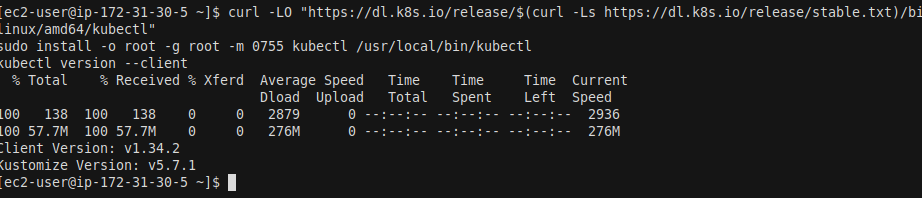 [ec2-user@ip-172-31-30-5 ~]$ curl -LO "https://dl.k8s.io/release/$(curl -Ls https://dl.k8s.io/release/stable.txt)/bi
linux/amd64/kubectl"
sudo install -o root -g root -m 0755 kubectl /usr/local/bin/kubectl
kubectl version --client
  % Total    % Received % Xferd  Average Speed   Time    Time     Time  Current
                                 Dload  Upload   Total   Spent    Left  Speed
100   138  100   138    0     0   2879      0 --:--:-- --:--:-- --:--:--  2936
100 57.7M  100 57.7M    0     0   276M      0 --:--:-- --:--:-- --:--:--  276M
Client Version: v1.34.2
Kustomize Version: v5.7.1
[ec2-user@ip-172-31-30-5 ~]$